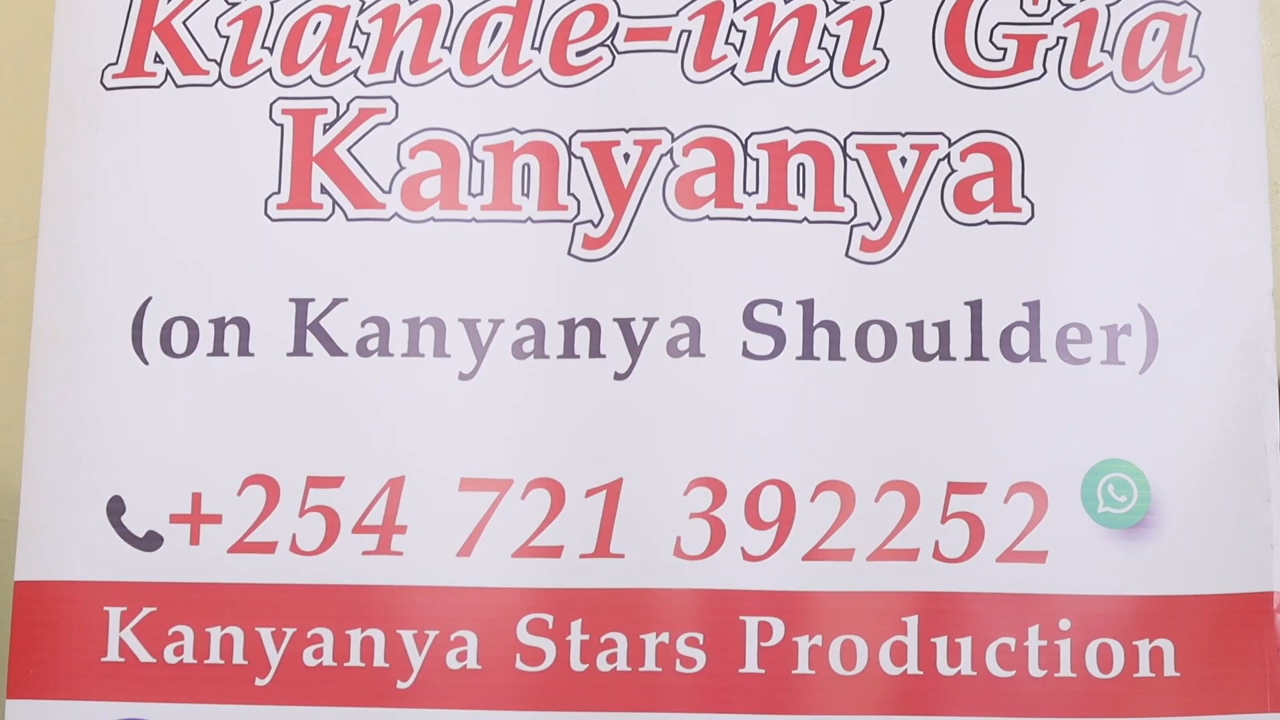 Kiande-ini Gia
Kanyanya
(on Kanyanya Shoulder)
+254 721 392252
Kanyanya Stars Production